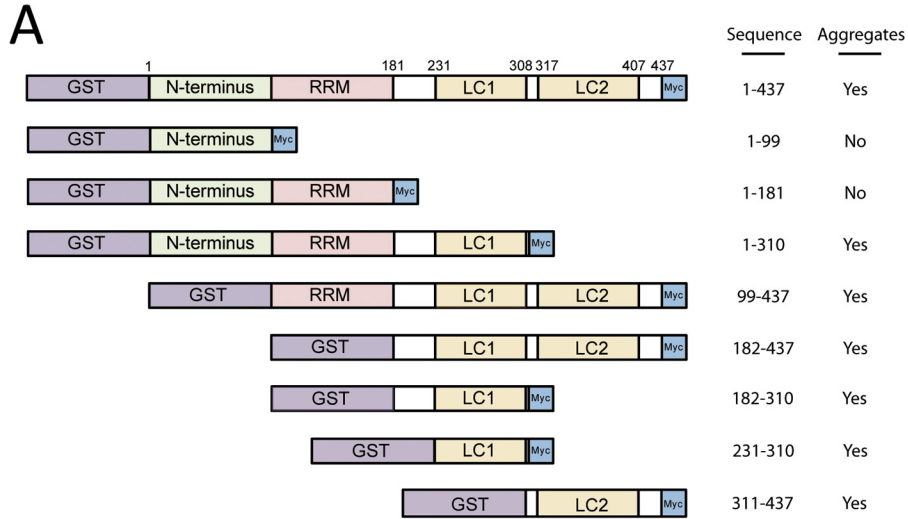 A
Sequence Aggregates
1 181 231 308 317 407 437
GST N-terminus RRM LC1 LC2 Myc 1-437 Yes
GST N-terminus Myc 1-99 No
GST N-terminus RRM Myc 1-181 No
GST N-terminus RRM LC1 Myc 1-310 Yes
GST RRM LC1 LC2 Myc 99-437 Yes
GST LC1 LC2 Myc 182-437 Yes
GST LC1 Myc 182-310 Yes
GST LC1 Myc 231-310 Yes
GST LC2 Myc 311-437 Yes